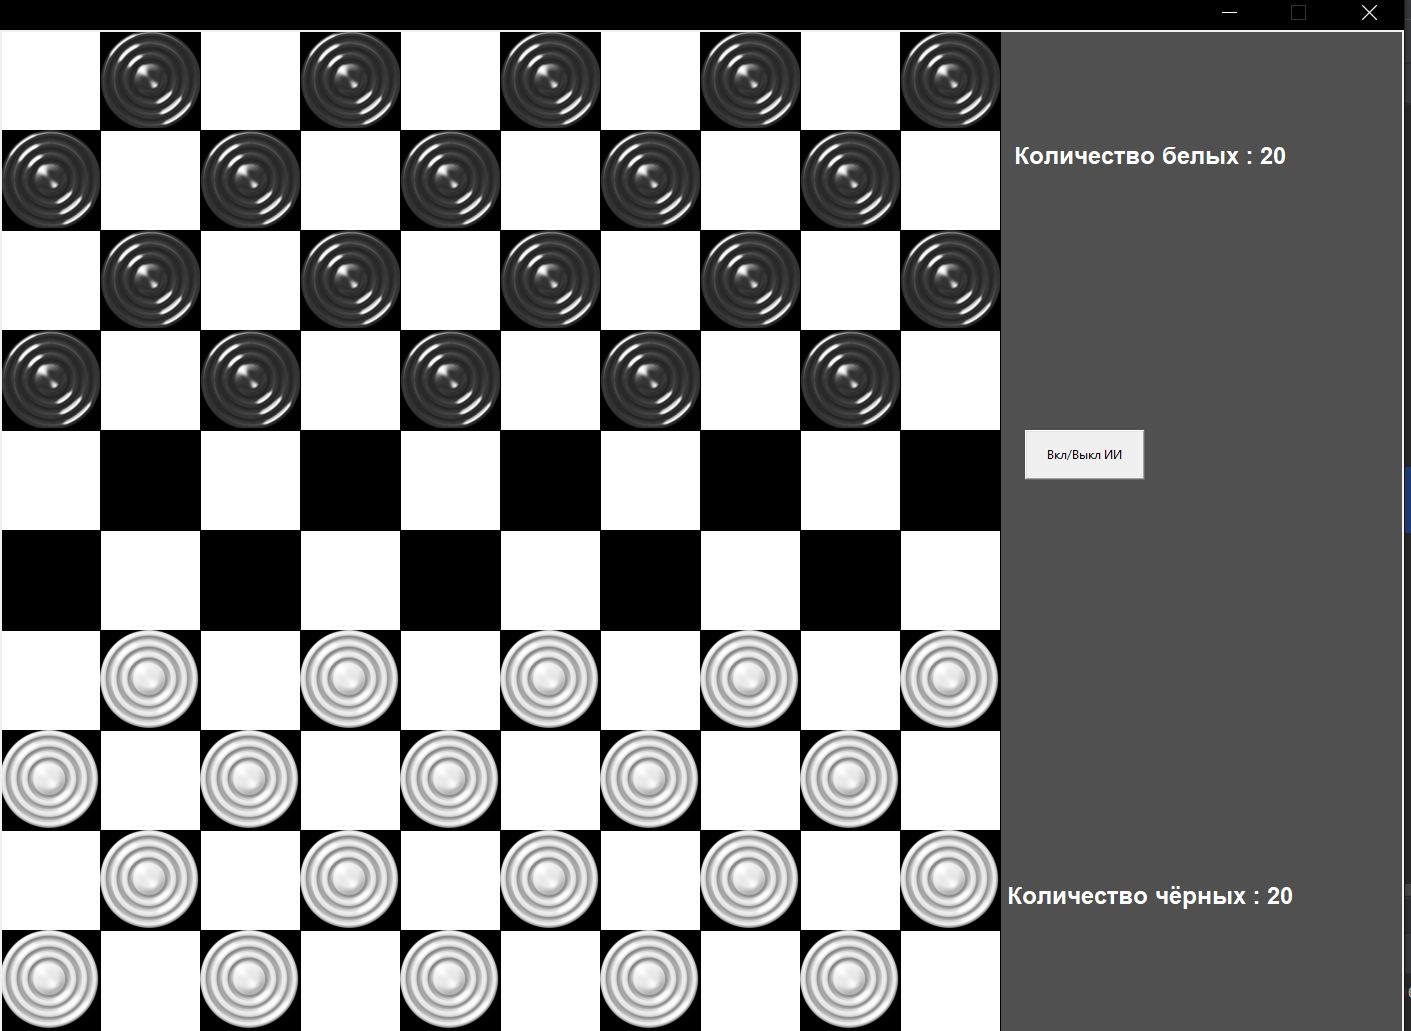 Количество белых : 20
Вкл/Выкл ИИ
Количество чёрных : 20